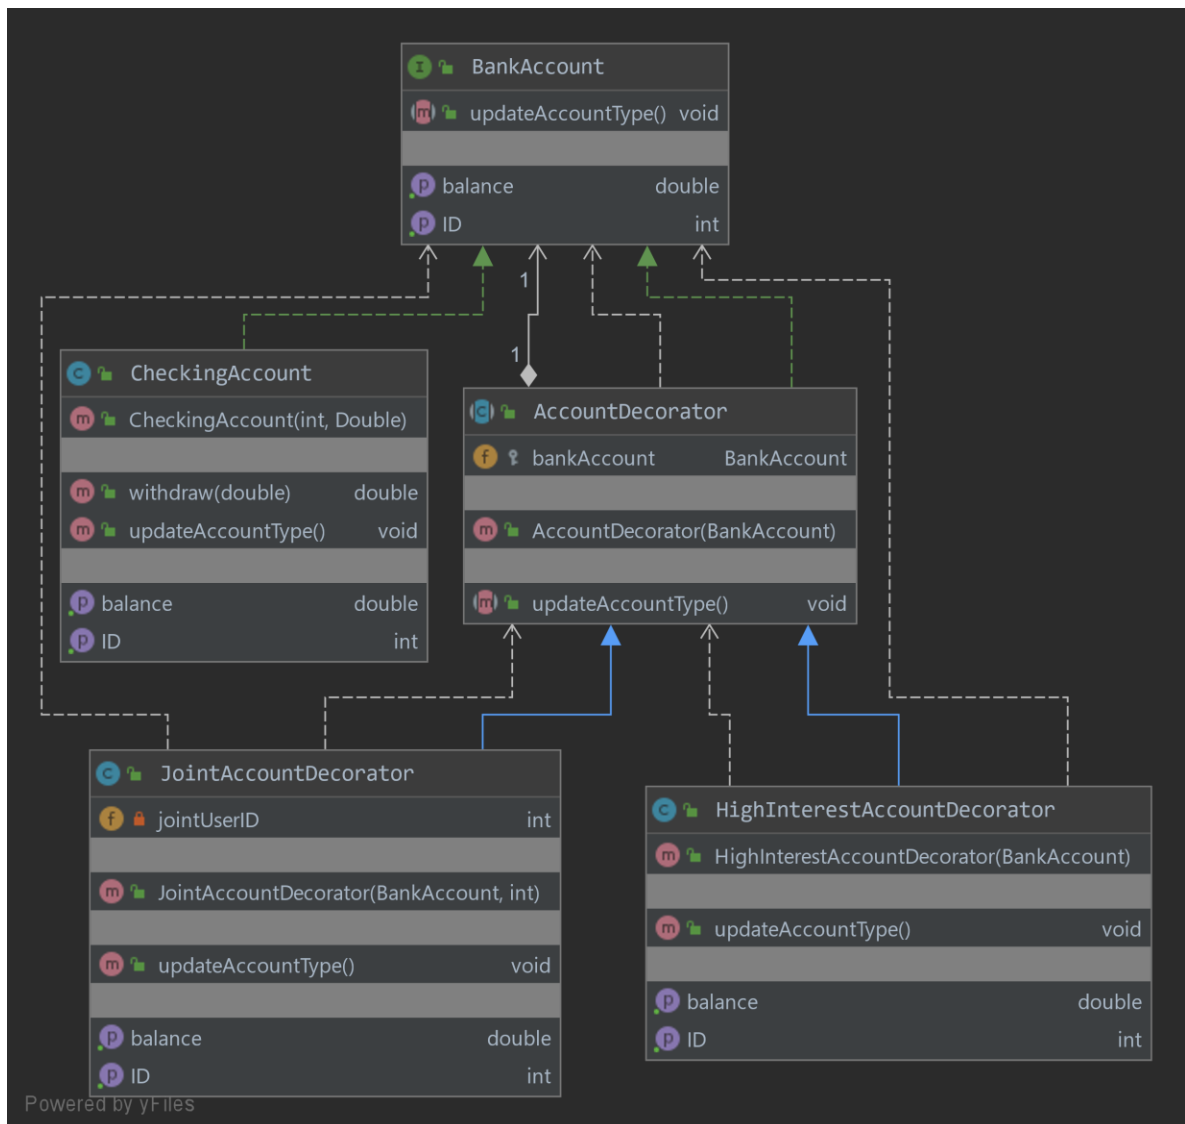 BankAccount
updateAccountType() void
balance double
ID int
1
1
CheckingAccount
CheckingAccount(int, Double)
withdraw(double) double
updateAccountType() void
balance double
ID int
AccountDecorator
bankAccount BankAccount
AccountDecorator(BankAccount)
updateAccountType() void
JointAccountDecorator
jointUserID int
JointAccountDecorator(BankAccount, int)
updateAccountType() void
balance double
ID int
HighInterestAccountDecorator
HighInterestAccountDecorator(BankAccount)
updateAccountType() void
balance double
ID int
Powered by yFiles